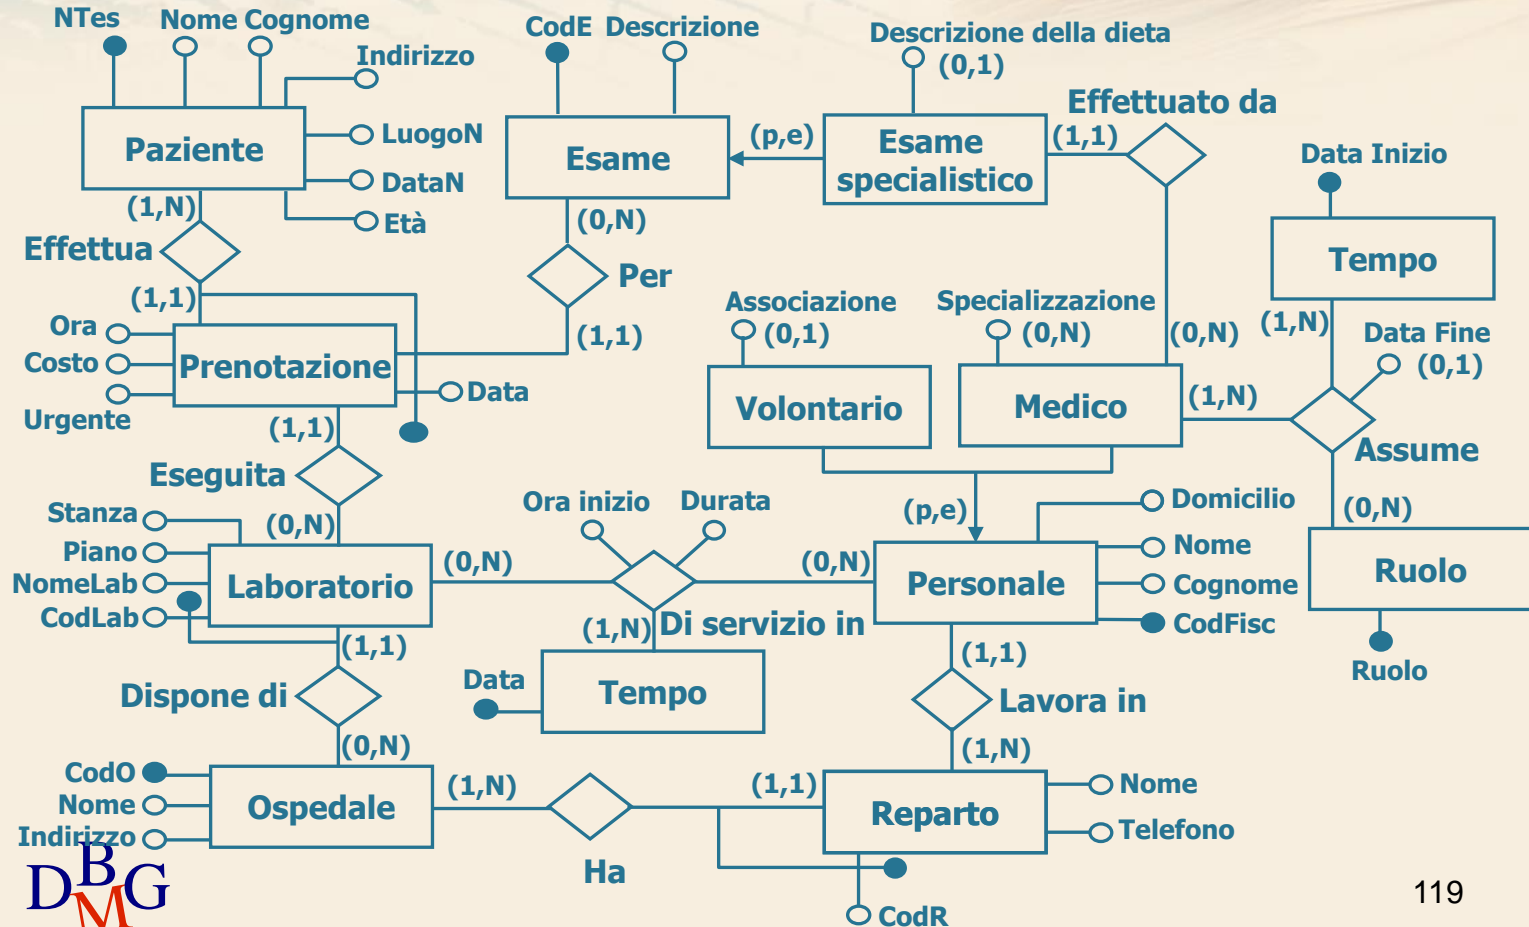 NTes
Nome Cognome
CodE Descrizione
Descrizione della dieta
(0,1)
Indirizzo
Effettuato da
Paziente
LuogoN
Esame
(p,e)
Esame
specialistico
(1,1)
Data Inizio
DataN
(1,N)
Età
(0,N)
Effettua
Tempo
Per
(1,1)
Associazione
(0,1)
Specializzazione
(0,N)
(0,N)
(1,N)
Data Fine
(0,1)
Ora
Costo
Urgente
Prenotazione
(1,1)
Data
Volontario
Medico
(1,N)
(1,1)
Assume
Eseguita
Ora inizio
Durata
(p,e)
Domicilio
(0,N)
Stanza
Piano
NomeLab
CodLab
(0,N)
Laboratorio
(0,N)
(0,N)
Personale
Nome
Cognome
CodFisc
Ruolo
Di servizio in
(1,N)
(1,1)
(1,1)
Ruolo
Dispone di
Data
Tempo
Lavora in
(0,N)
(1,N)
CodO
Nome
Indirizzo
Ospedale
(1,N)
(1,1)
Reparto
Nome
Telefono
Ha
CodR
DBMG
119